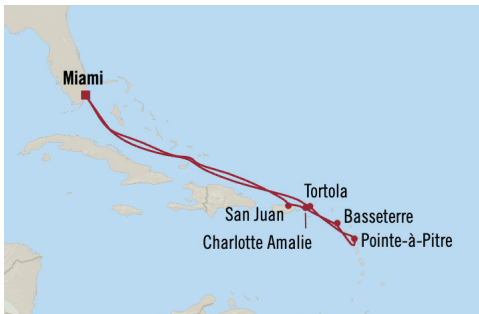 Miami
Tortola
San Juan
Basseterre
Charlotte Amalie
Pointe-à-Pitre